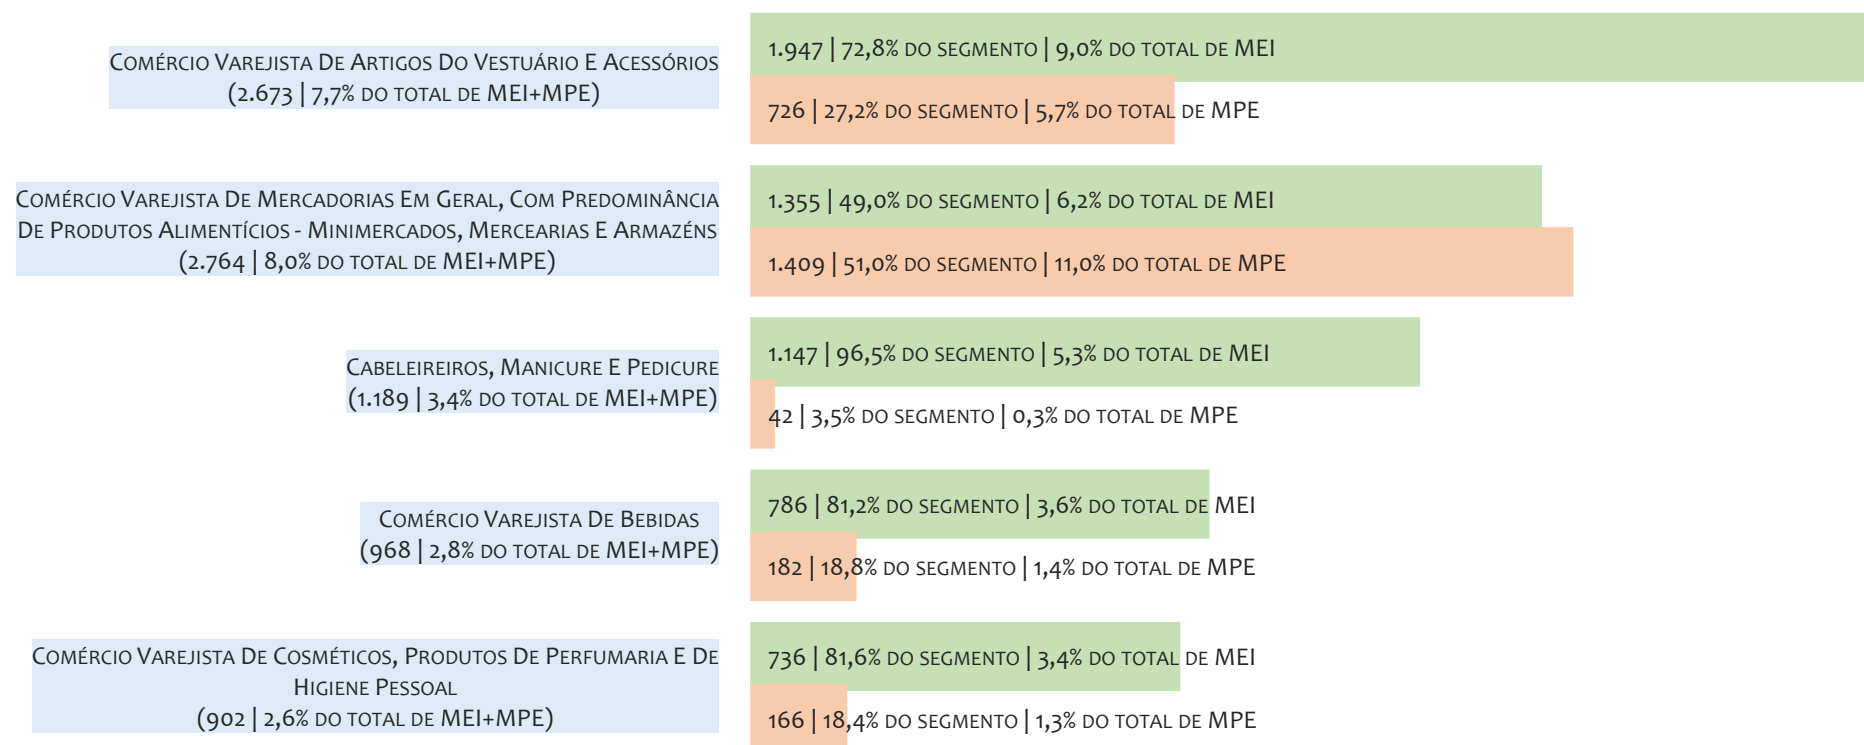 Comércio Varejista De Artigos Do Vestuário E Acessórios
(2.673 | 7,7% do total de MEI+MPE)
1.947 | 72,8% do segmento | 9,0% do total de MEI
726 | 27,2% do segmento | 5,7% do total de MPE
Comércio Varejista De Mercadorias Em Geral, Com Predominância
De Produtos Alimentícios - Minimercados, Mercearias E Armazéns
(2.764 | 8,0% do total de MEI+MPE)
1.355 | 49,0% do segmento | 6,2% do total de MEI
1.409 | 51,0% do segmento | 11,0% do total de MPE
Cabeleireiros, Manicure E Pedicure
(1.189 | 3,4% do total de MEI+MPE)
1.147 | 96,5% do segmento | 5,3% do total de MEI
42 | 3,5% do segmento | 0,3% do total de MPE
Comércio Varejista De Bebidas
(968 | 2,8% do total de MEI+MPE)
786 | 81,2% do segmento | 3,6% do total de MEI
182 | 18,8% do segmento | 1,4% do total de MPE
Comércio Varejista De Cosméticos, Produtos De Perfumaria E De
Higiene Pessoal
(902 | 2,6% do total de MEI+MPE)
736 | 81,6% do segmento | 3,4% do total de MEI
166 | 18,4% do segmento | 1,3% do total de MPE